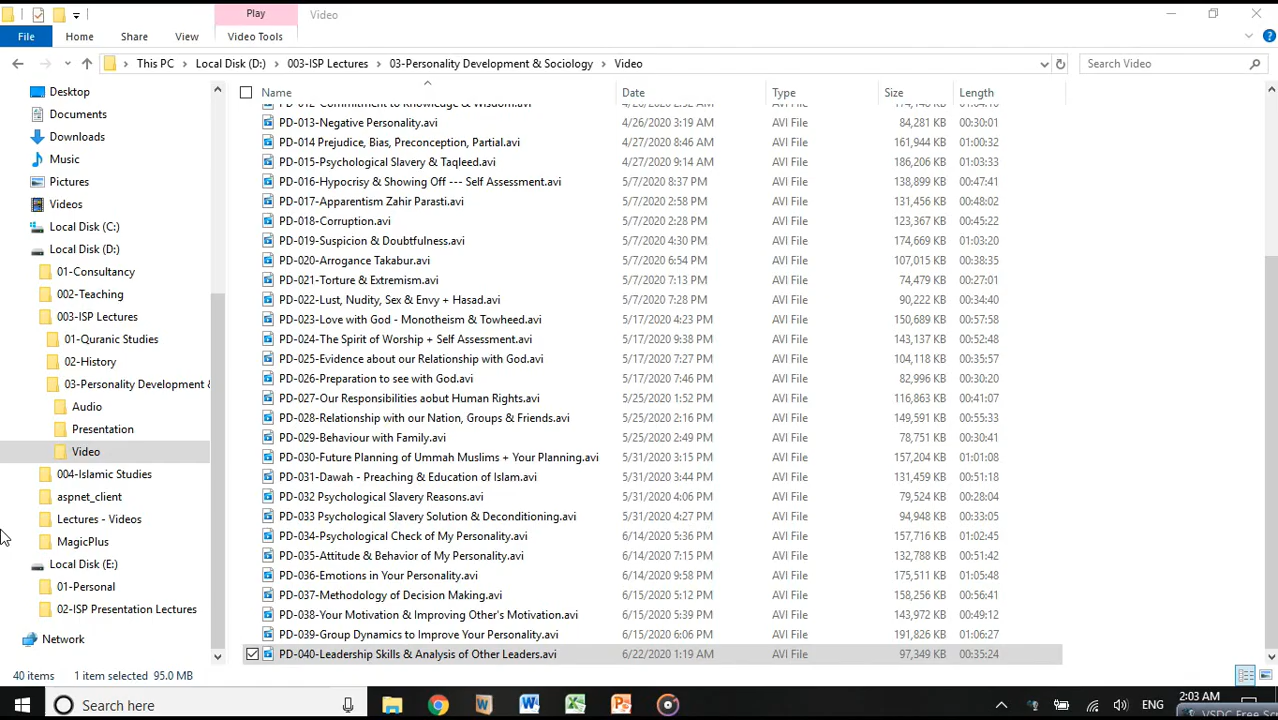 Play
Video
File
Home
Share
View
Video Tools
This PC
Local Disk (D:)
003-ISP Lectures
03-Personality Development & Sociology
Video
Search Video
Name
Date
Type
Size
Length
Desktop
Documents
Downloads
Music
Pictures
Videos
Local Disk (C:)
Local Disk (D:)
01-Consultancy
002-Teaching
003-ISP Lectures
01-Quranic Studies
02-History
03-Personality Development &
Audio
Presentation
Video
004-Islamic Studies
aspnet_client
Lectures - Videos
MagicPlus
Local Disk (E:)
01-Personal
02-ISP Presentation Lectures
Network
PD-012-Commitment to Knowledge & Wisdom.avi
PD-013-Negative Personality.avi 4/26/2020 3:19 AM AVI File 84,281 KB 00:30:01
PD-014 Prejudice, Bias, Preconception, Partial.avi 4/27/2020 8:46 AM AVI File 161,944 KB 01:00:32
PD-015-Psychological Slavery & Taqleed.avi 4/27/2020 9:14 AM AVI File 186,206 KB 01:03:33
PD-016-Hypocrisy & Showing Off --- Self Assessment.avi 5/7/2020 8:37 PM AVI File 138,899 KB 00:47:41
PD-017-Apparentism Zahir Parasti.avi 5/7/2020 2:58 PM AVI File 131,456 KB 00:48:02
PD-018-Corruption.avi 5/7/2020 2:28 PM AVI File 123,367 KB 00:45:22
PD-019-Suspicion & Doubtfulness.avi 5/7/2020 4:30 PM AVI File 174,669 KB 01:03:20
PD-020-Arrogance Takabur.avi 5/7/2020 6:54 PM AVI File 107,015 KB 00:38:35
PD-021-Torture & Extremism.avi 5/7/2020 7:13 PM AVI File 74,479 KB 00:27:01
PD-022-Lust, Nudity, Sex & Envy + Hasad.avi 5/7/2020 7:28 PM AVI File 90,222 KB 00:34:40
PD-023-Love with God - Monotheism & Towheed.avi 5/17/2020 4:23 PM AVI File 150,689 KB 00:57:58
PD-024-The Spirit of Worship + Self Assessment.avi 5/17/2020 9:38 PM AVI File 143,137 KB 00:52:48
PD-025-Evidence about our Relationship with God.avi 5/17/2020 7:27 PM AVI File 104,118 KB 00:35:57
PD-026-Preparation to see with God.avi 5/17/2020 7:46 PM AVI File 82,996 KB 00:30:20
PD-027-Our Responsibilities aobut Human Rights.avi 5/25/2020 1:52 PM AVI File 116,863 KB 00:41:07
PD-028-Relationship with our Nation, Groups & Friends.avi 5/25/2020 2:16 PM AVI File 149,591 KB 00:55:33
PD-029-Behaviour with Family.avi 5/25/2020 2:49 PM AVI File 78,751 KB 00:30:41
PD-030-Future Planning of Ummah Muslims + Your Planning.avi 5/31/2020 3:15 PM AVI File 157,204 KB 01:01:08
PD-031-Dawah - Preaching & Education of Islam.avi 5/31/2020 3:44 PM AVI File 131,459 KB 00:51:18
PD-032 Psychological Slavery Reasons.avi 5/31/2020 4:06 PM AVI File 79,524 KB 00:28:04
PD-033 Psychological Slavery Solution & Deconditioning.avi 5/31/2020 4:27 PM AVI File 94,948 KB 00:33:05
PD-034-Psychological Check of My Personality.avi 6/14/2020 5:36 PM AVI File 157,716 KB 01:02:45
PD-035-Attitude & Behavior of My Personality.avi 6/14/2020 7:15 PM AVI File 132,788 KB 00:51:42
PD-036-Emotions in Your Personality.avi 6/14/2020 9:58 PM AVI File 175,511 KB 01:05:48
PD-037-Methodology of Decision Making.avi 6/15/2020 5:12 PM AVI File 158,256 KB 00:56:41
PD-038-Your Motivation & Improving Other's Motivation.avi 6/15/2020 5:39 PM AVI File 143,972 KB 00:49:12
PD-039-Group Dynamics to Improve Your Personality.avi 6/15/2020 6:06 PM AVI File 191,826 KB 01:06:27
PD-040-Leadership Skills & Analysis of Other Leaders.avi 6/22/2020 1:19 AM AVI File 97,349 KB 00:35:24
40 items 1 item selected 95.0 MB
Search here
ENG
2:03 AM
VSDC Free